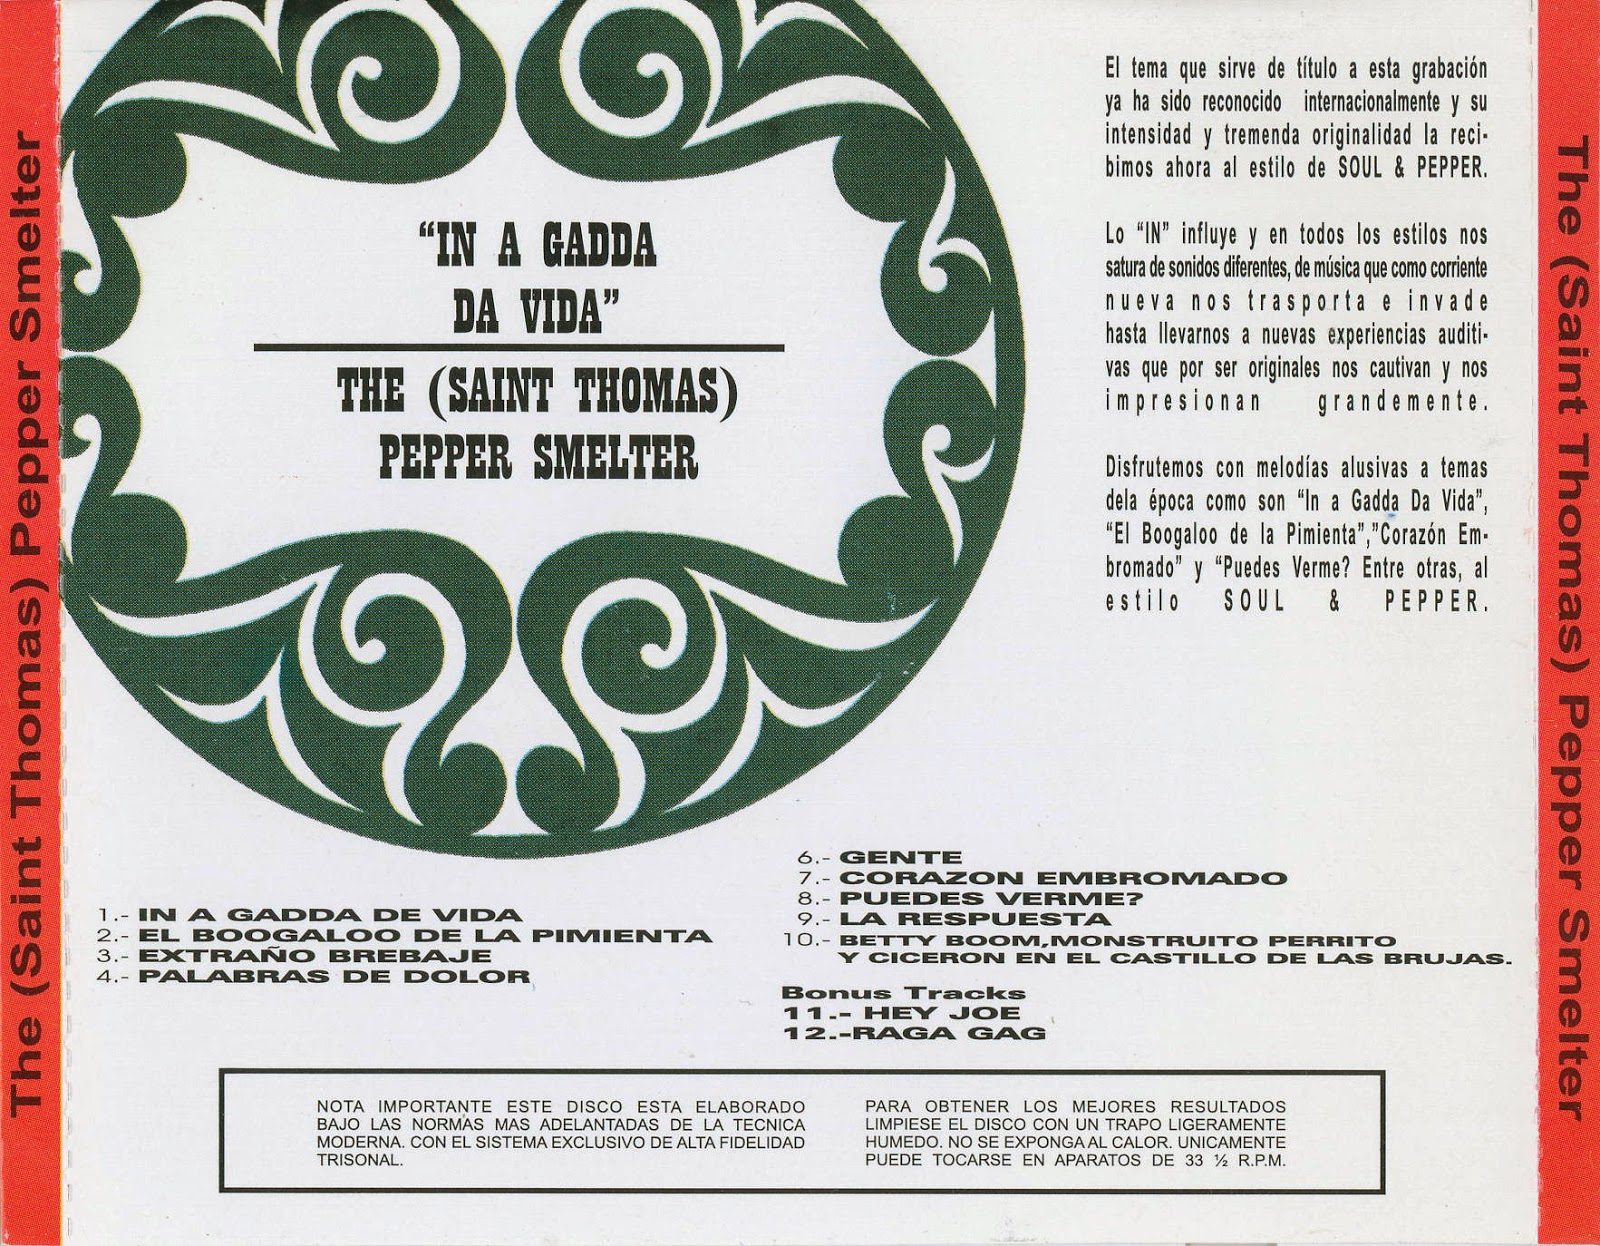 The (Saint Thomas) Pepper Smelter
“IN A GADDA
DA VIDA”
THE (SAINT THOMAS)
PEPPER SMELTER
El tema que sirve de título a esta grabación
ya ha sido reconocido internacionalmente y su
intensidad y tremenda originalidad la reci-
bimos ahora al estilo de SOUL & PEPPER.
Lo “IN” influye y en todos los estilos nos
satura de sonidos diferentes, de música que como corriente
nueva nos trasporta e invade
hasta llevarnos a nuevas experiencias auditi-
vas que por ser originales nos cautivan y nos
impresionan grandemente.
Disfrutemos con melodías alusivas a temas
dela época como son “In a Gadda Da Vida”,
“El Boogaloo de la Pimienta”,”Corazón Em-
bromado” y “Puedes Verme? Entre otras, al
estilo SOUL & PEPPER.
1.- IN A GADDA DE VIDA
2.- EL BOOGALOO DE LA PIMIENTA
3.- EXTRAÑO BREBAJE
4.- PALABRAS DE DOLOR
6.- GENTE
7.- CORAZON EMBROMADO
8.- PUEDES VERME?
9.- LA RESPUESTA
10.- BETTY BOOM,MONSTRUITO PERRITO
Y CICERON EN EL CASTILLO DE LAS BRUJAS.
Bonus Tracks
11.- HEY JOE
12.-RAGA GAG
NOTA IMPORTANTE ESTE DISCO ESTA ELABORADO
BAJO LAS NORMAS MAS ADELANTADAS DE LA TECNICA
MODERNA. CON EL SISTEMA EXCLUSIVO DE ALTA FIDELIDAD
TRISONAL.
PARA OBTENER LOS MEJORES RESULTADOS
LIMPIESE EL DISCO CON UN TRAPO LIGERAMENTE
HUMEDO. NO SE EXPONGA AL CALOR. UNICAMENTE
PUEDE TOCARSE EN APARATOS DE 33 ½ R.P.M.
The (Saint Thomas) Pepper Smelter